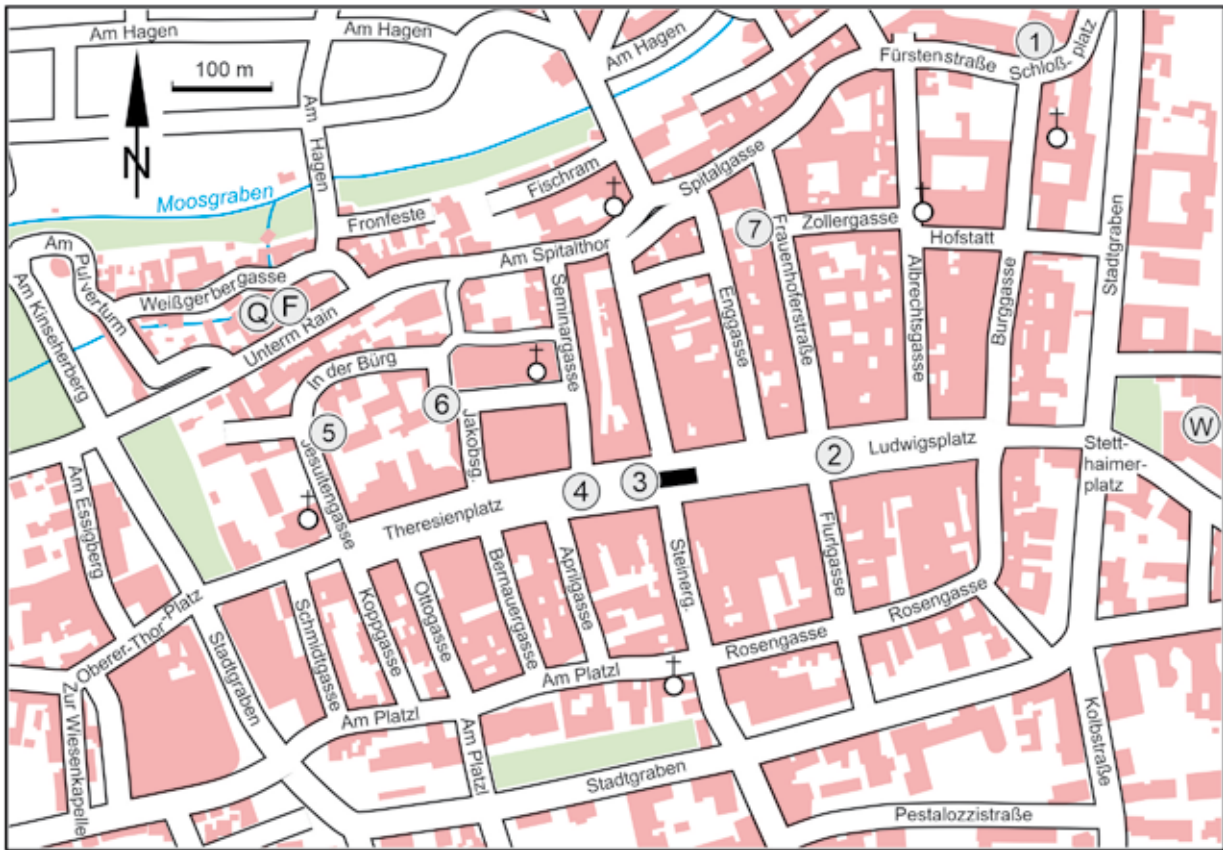 Am Hagen
Am Hagen
Am Hagen
1
Fürstenstraße
Schloß-
platz
100 m
Am
Hagen
N
Moosgraben
Fischram
Spitalgasse
Fronfeste
7
Zollergasse
Hofstatt
Stadtgraben
Am
Pulverturm
Am Kinseherberg
Weißgerbergasse
Q
F
Unterm Rain
Am Spitalthor
Seminargasse
Enggasse
Frauenhoferstraße
Albrechtsgasse
Burggasse
In der Bürg
6
Jakobsg.
5
Jesuitengasse
W
2
Ludwigsplatz
Stett-
haimer-
platz
3
4
Theresienplatz
Am Essigberg
Oberer-Thor-Platz
Stadtgraben
Schmidtgasse
Koppgasse
Ottogasse
Bernauergasse
Aprilgasse
Steinerg.
Flurlgasse
Rosengasse
Rosengasse
Am Platzl
Am Platzl
Am Platzl
Zur Wiesenkapelle
Stadtgraben
Kolbstraße
Pestalozzistraße